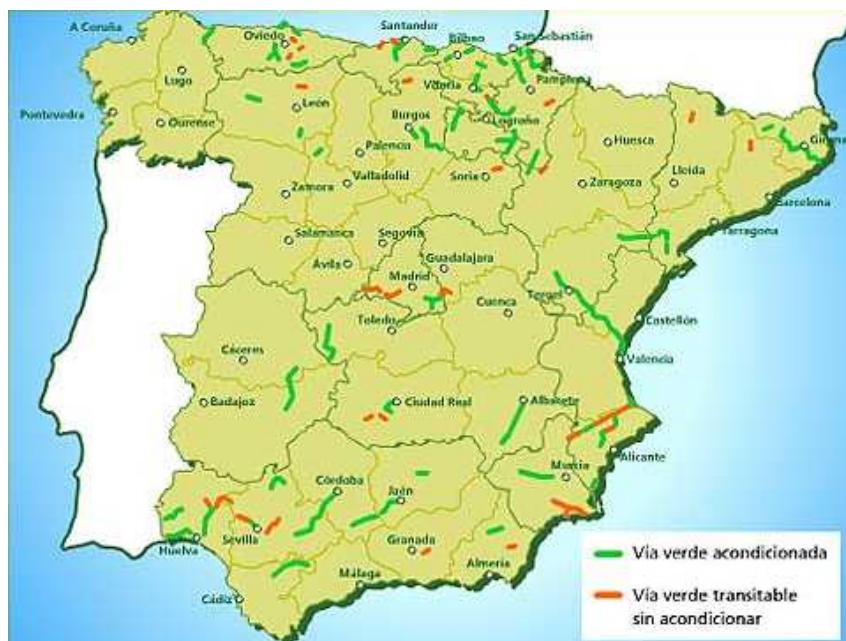 A Coruña
Oviedo
Santander
Bilbao
San Sebastián
Lugo
León
Vitoria
Pamplona
Pontevedra
Ourense
Burgos
Logroño
Huesca
Girona
Palencia
Lleida
Zamora
Valladolid
Soria
Zaragoza
Barcelona
Tarragona
Salamanca
Segovia
Ávila
Guadalajara
Madrid
Teruel
Cuenca
Castellón
Toledo
Cáceres
Valencia
Badajoz
Ciudad Real
Albacete
Alicante
Murcia
Córdoba
Jaén
Huelva
Sevilla
Granada
Almería
Málaga
Cádiz
Vía verde acondicionada
Vía verde transitable
sin acondicionar